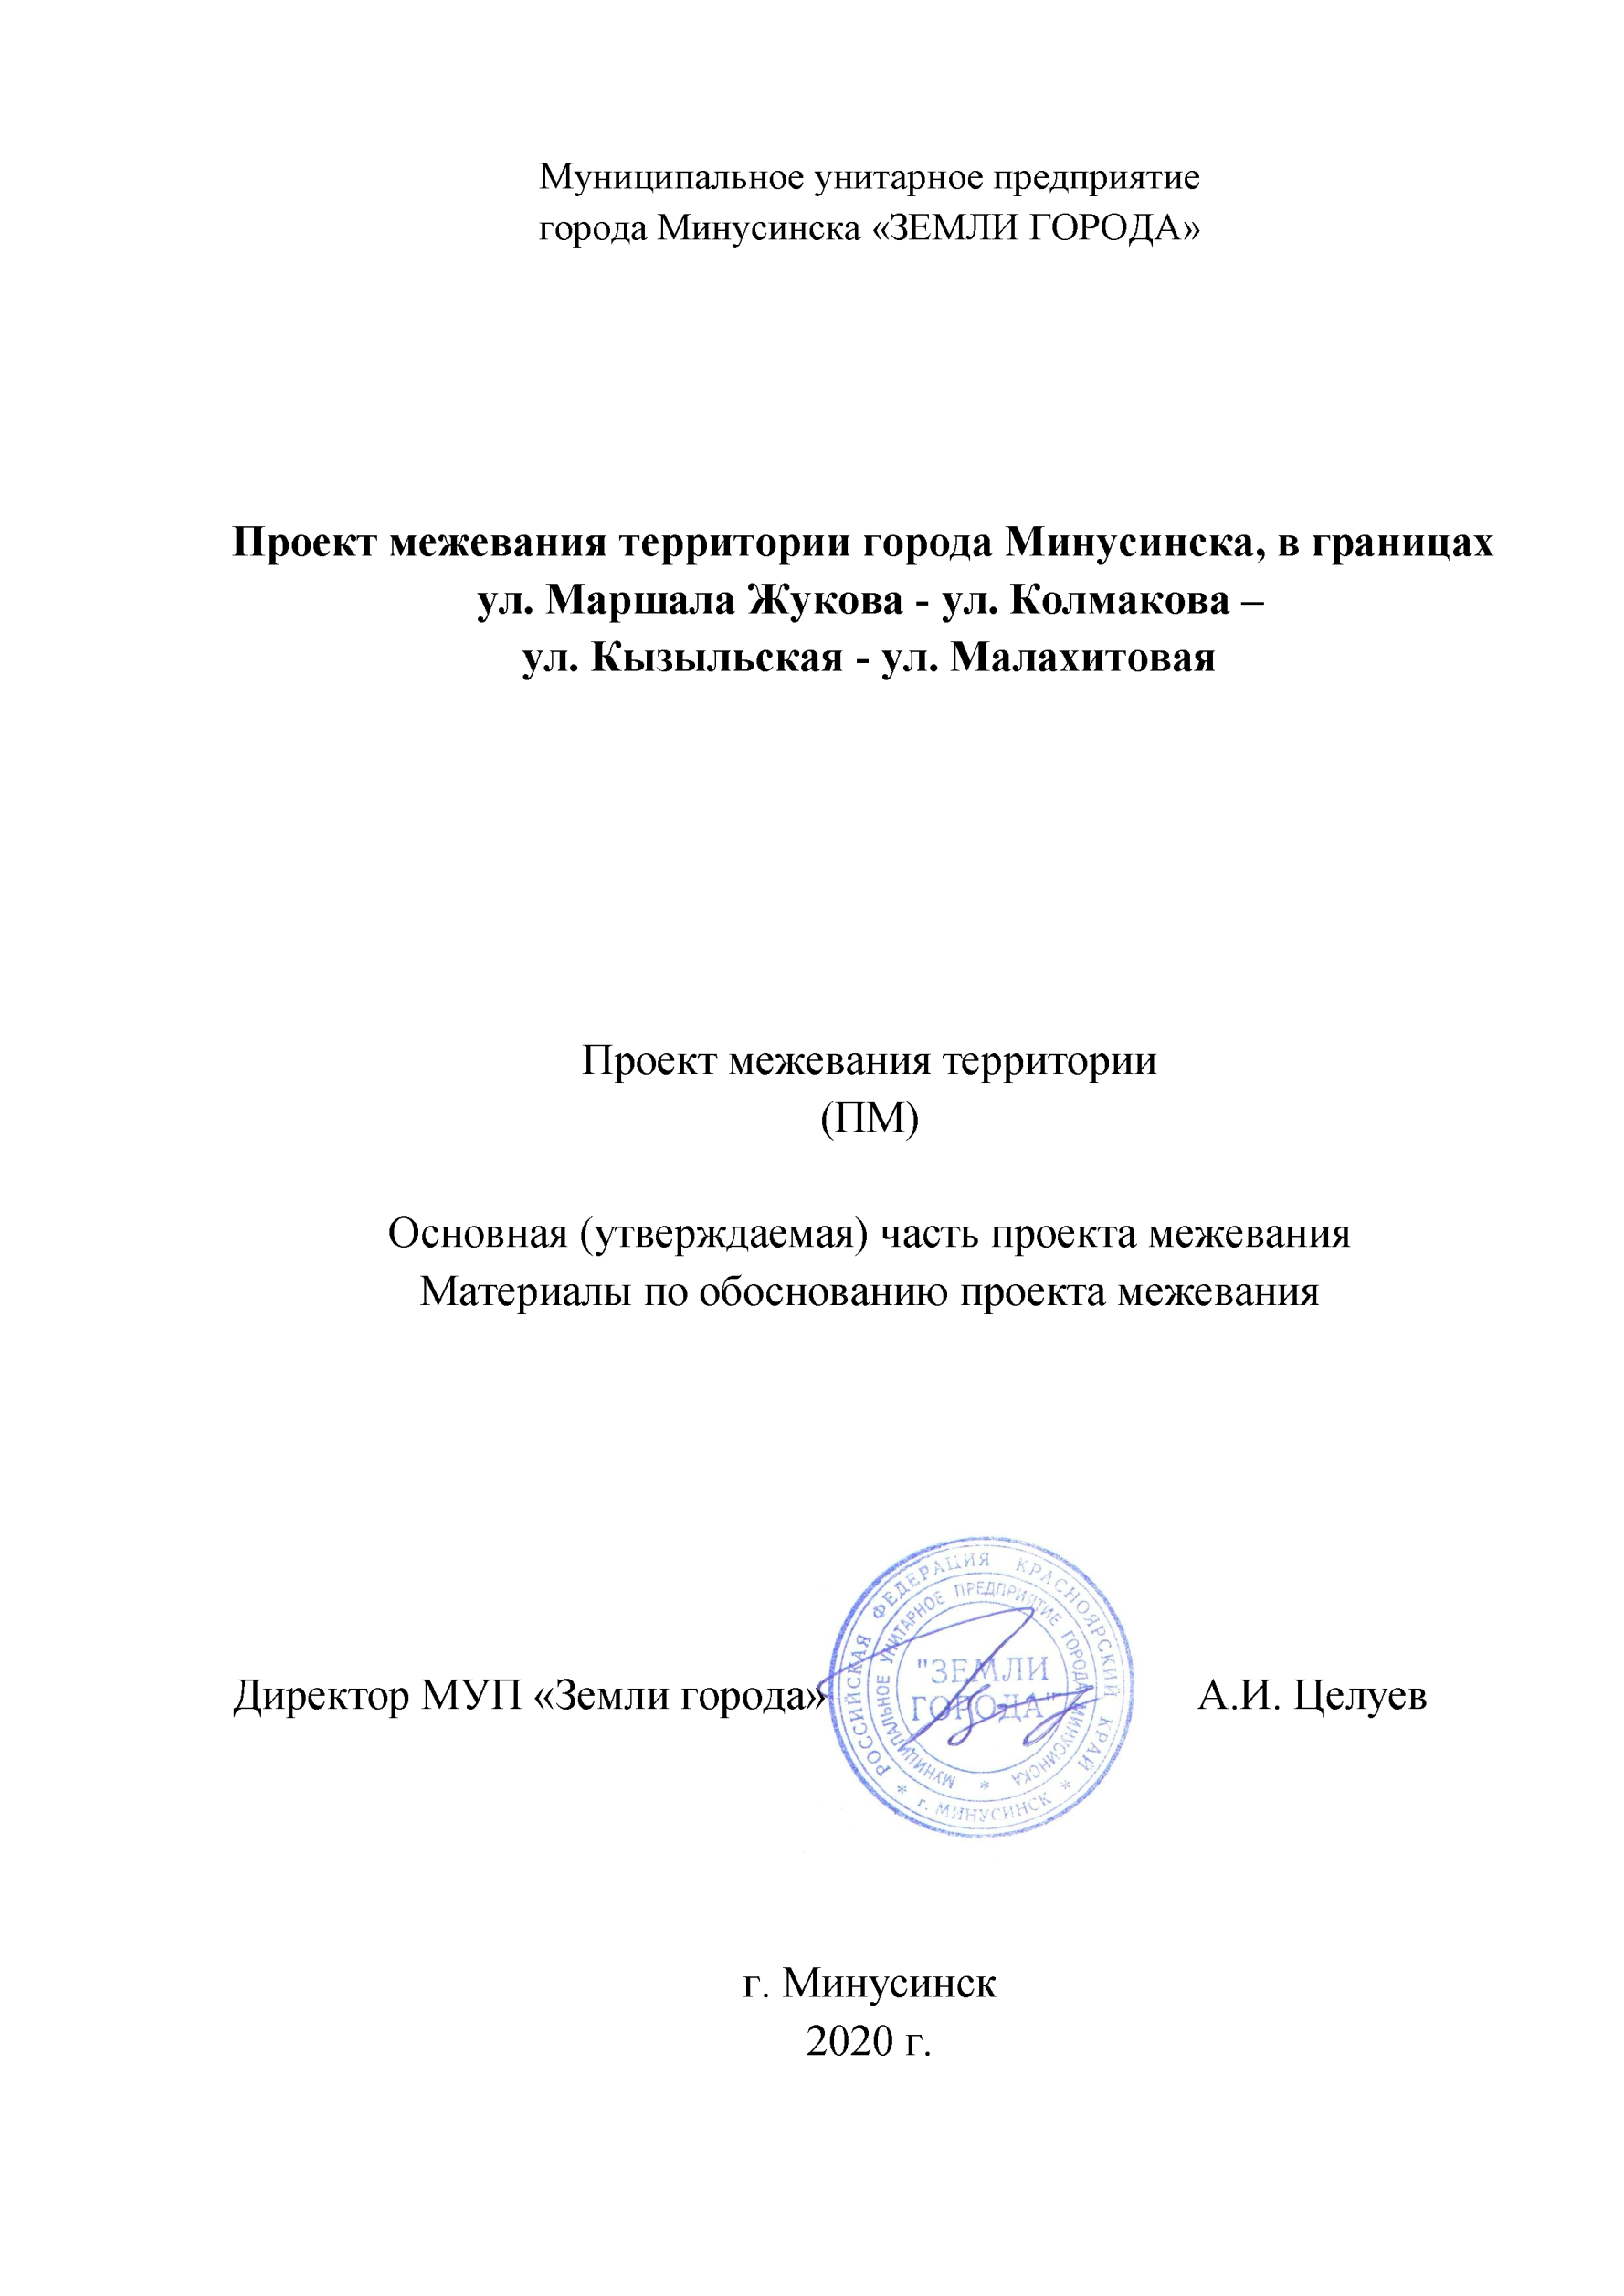 Муниципальное унитарное предприятие
города Минусинска «ЗЕМЛИ ГОРОДА»
Проект межевания территории города Минусинска, в границах
ул. Маршала Жукова - ул. Колмакова –
ул. Кызыльская - ул. Малахитовая
Проект межевания территории
(ПМ)
Основная (утверждаемая) часть проекта межевания
Материалы по обоснованию проекта межевания
Директор МУП «Земли города»
А.И. Целуев
* РОССИЙСКАЯ ФЕДЕРАЦИЯ КРАСНОЯРСКИЙ КРАЙ *
г. МИНУСИНСК
МУНИЦИПАЛЬНОЕ УНИТАРНОЕ ПРЕДПРИЯТИЕ ГОРОДА МИНУСИНСКА *
"ЗЕМЛИ
ГОРОДА"
г. Минусинск
2020 г.